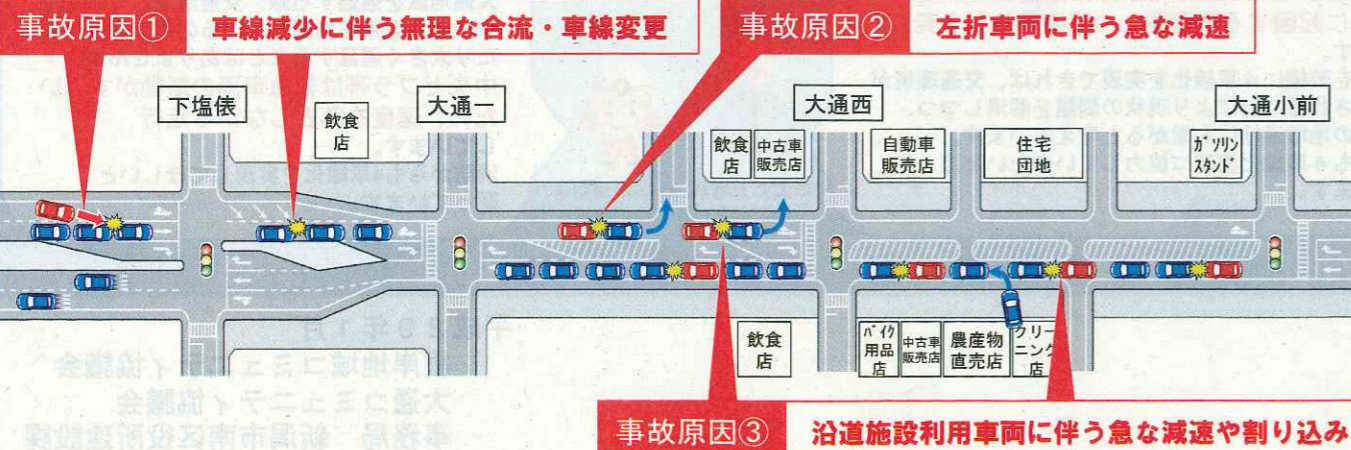 事故原因① 車線減少に伴う無理な合流・車線変更
事故原因② 左折車両に伴う急な減速
下塩俵
飲食
店
大通一
大通西
大通小前
飲食
店
中古車
販売店
自動車
販売店
住宅
団地
ガソリン
スタンド
飲食
店
バイク
用品
店
中古車
販売店
農産物
直売店
クリー
ニング
店
事故原因③ 沿道施設利用車両に伴う急な減速や割り込み